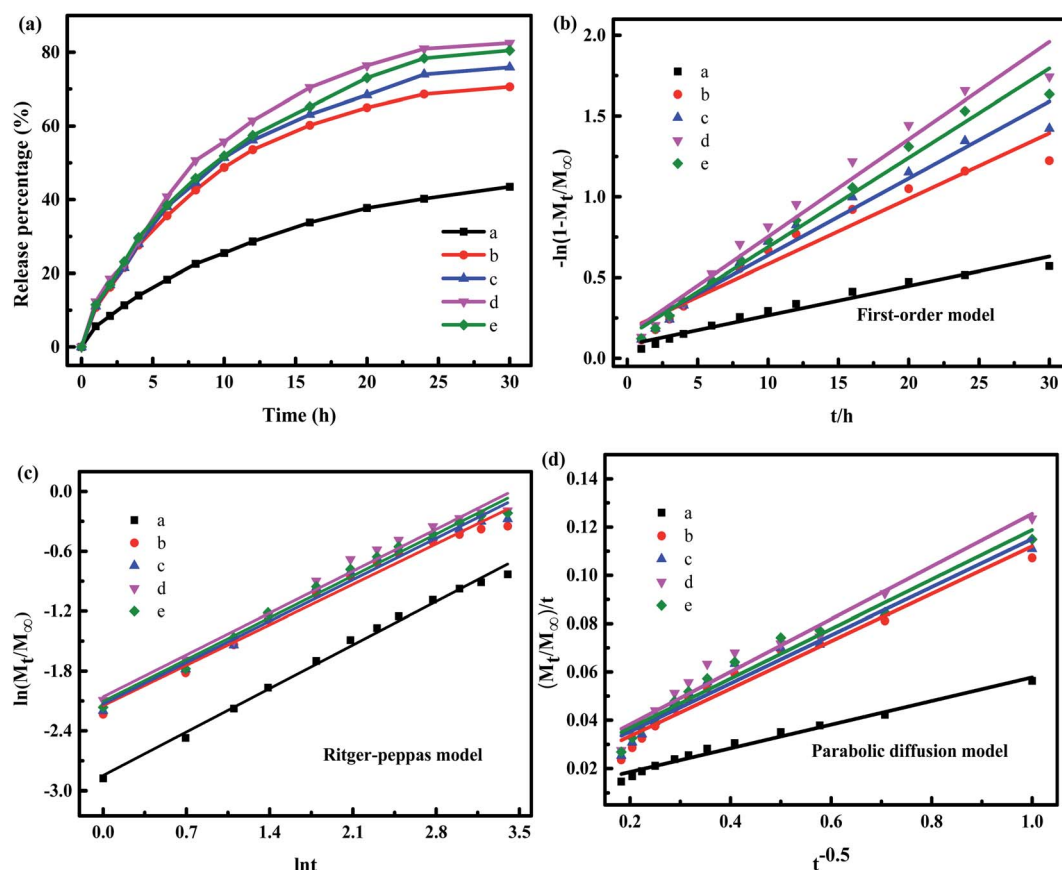 (a)
Release percentage (%)
80
60
40
20
0
a
b
c
d
e
0 5 10 15 20 25 30
Time (h)
(b)
-ln(1-Mt/M∞)
2.0
1.5
1.0
0.5
0.0
a
b
c
d
e
First-order model
0 5 10 15 20 25 30
t/h
(c)
ln(Mt/M∞)
0.0
-0.6
-1.2
-1.8
-2.4
-3.0
a
b
c
d
e
Ritger-peppas model
0.0 0.7 1.4 2.1 2.8 3.5
lnt
(d)
(Mt/M∞)/t
0.14
0.12
0.10
0.08
0.06
0.04
0.02
a
b
c
d
e
Parabolic diffusion model
0.2 0.4 0.6 0.8 1.0
t-0.5